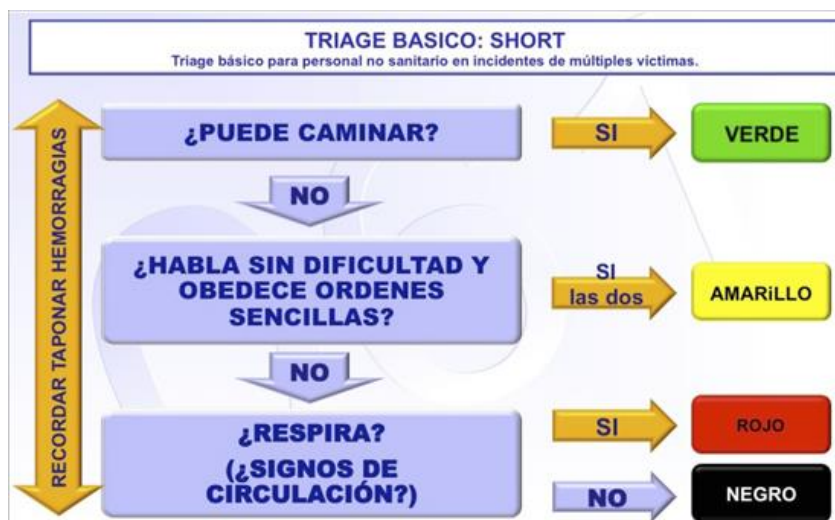 TRIAGE BASICO: SHORT
Triage básico para personal no sanitario en incidentes de múltiples victimas.
RECORDAR TAPONAR HEMORRAGIAS
¿PUEDE CAMINAR?
SI
VERDE
NO
¿HABLA SIN DIFICULTAD Y
OBEDECE ORDENES
SENCILLAS?
SI
las dos
AMARiLLO
NO
¿RESPIRA?
(¿SIGNOS DE
CIRCULACIÓN?)
SI
ROJO
NO
NEGRO